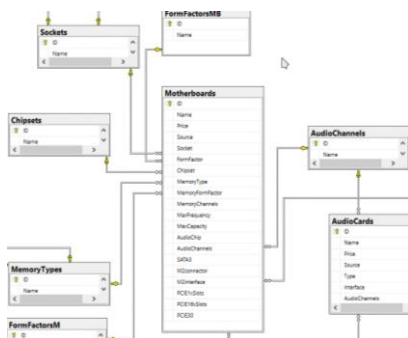 FormFactorsMB
ID
Name
Sockets
ID
Name
Motherboards
ID
Name
Price
Source
Socket
FormFactor
Chipset
MemoryType
MemoryFormFactor
MemoryChannels
MaxFrequency
MaxCapacity
AudioChip
AudioChannels
SATA3
M2connector
M2Interface
PCIE1xSlots
PCIE16xSlots
PCIE30
Chipsets
ID
Name
AudioChannels
ID
Name
AudioCards
ID
Name
Price
Source
Type
Interface
AudioChannels
MemoryTypes
ID
Name
FormFactorsM
ID